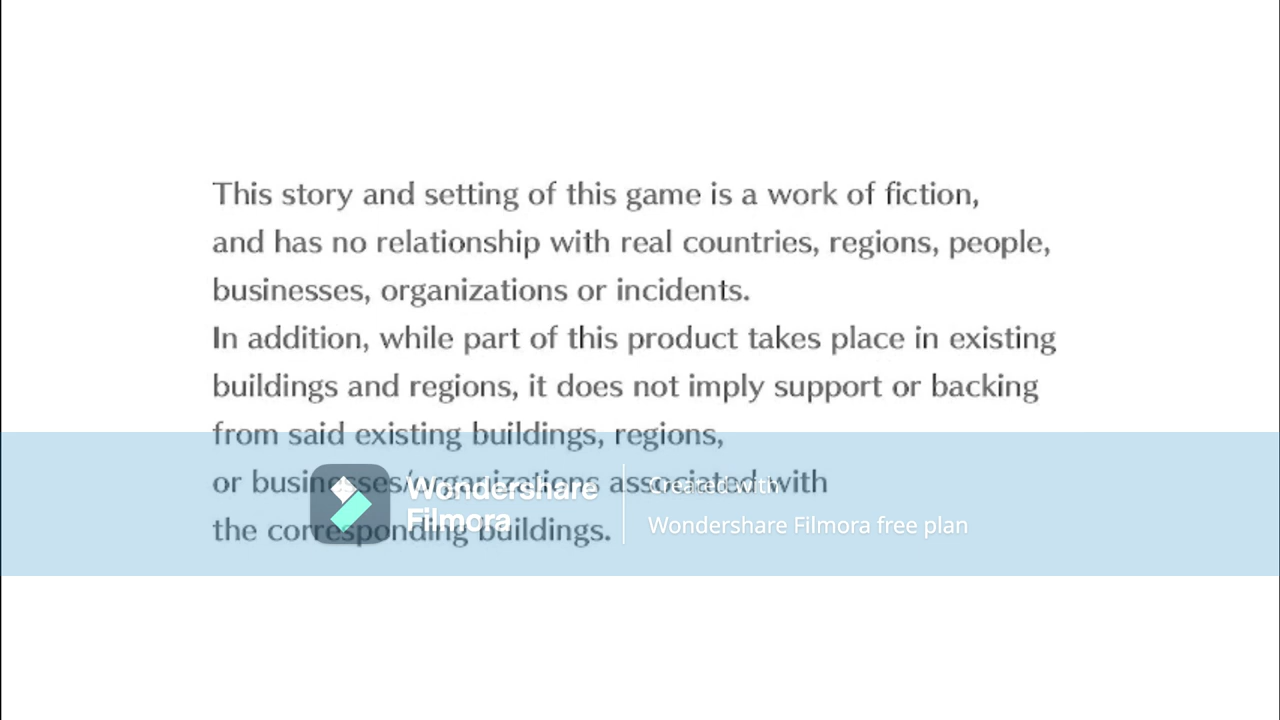 This story and setting of this game is a work of fiction,
and has no relationship with real countries, regions, people,
businesses, organizations or incidents.
In addition, while part of this product takes place in existing
buildings and regions, it does not imply support or backing
from said existing buildings, regions,
or businesses/organizations associated with
the corresponding buildings.
Wondershare
Filmora
Created with
Wondershare Filmora free plan